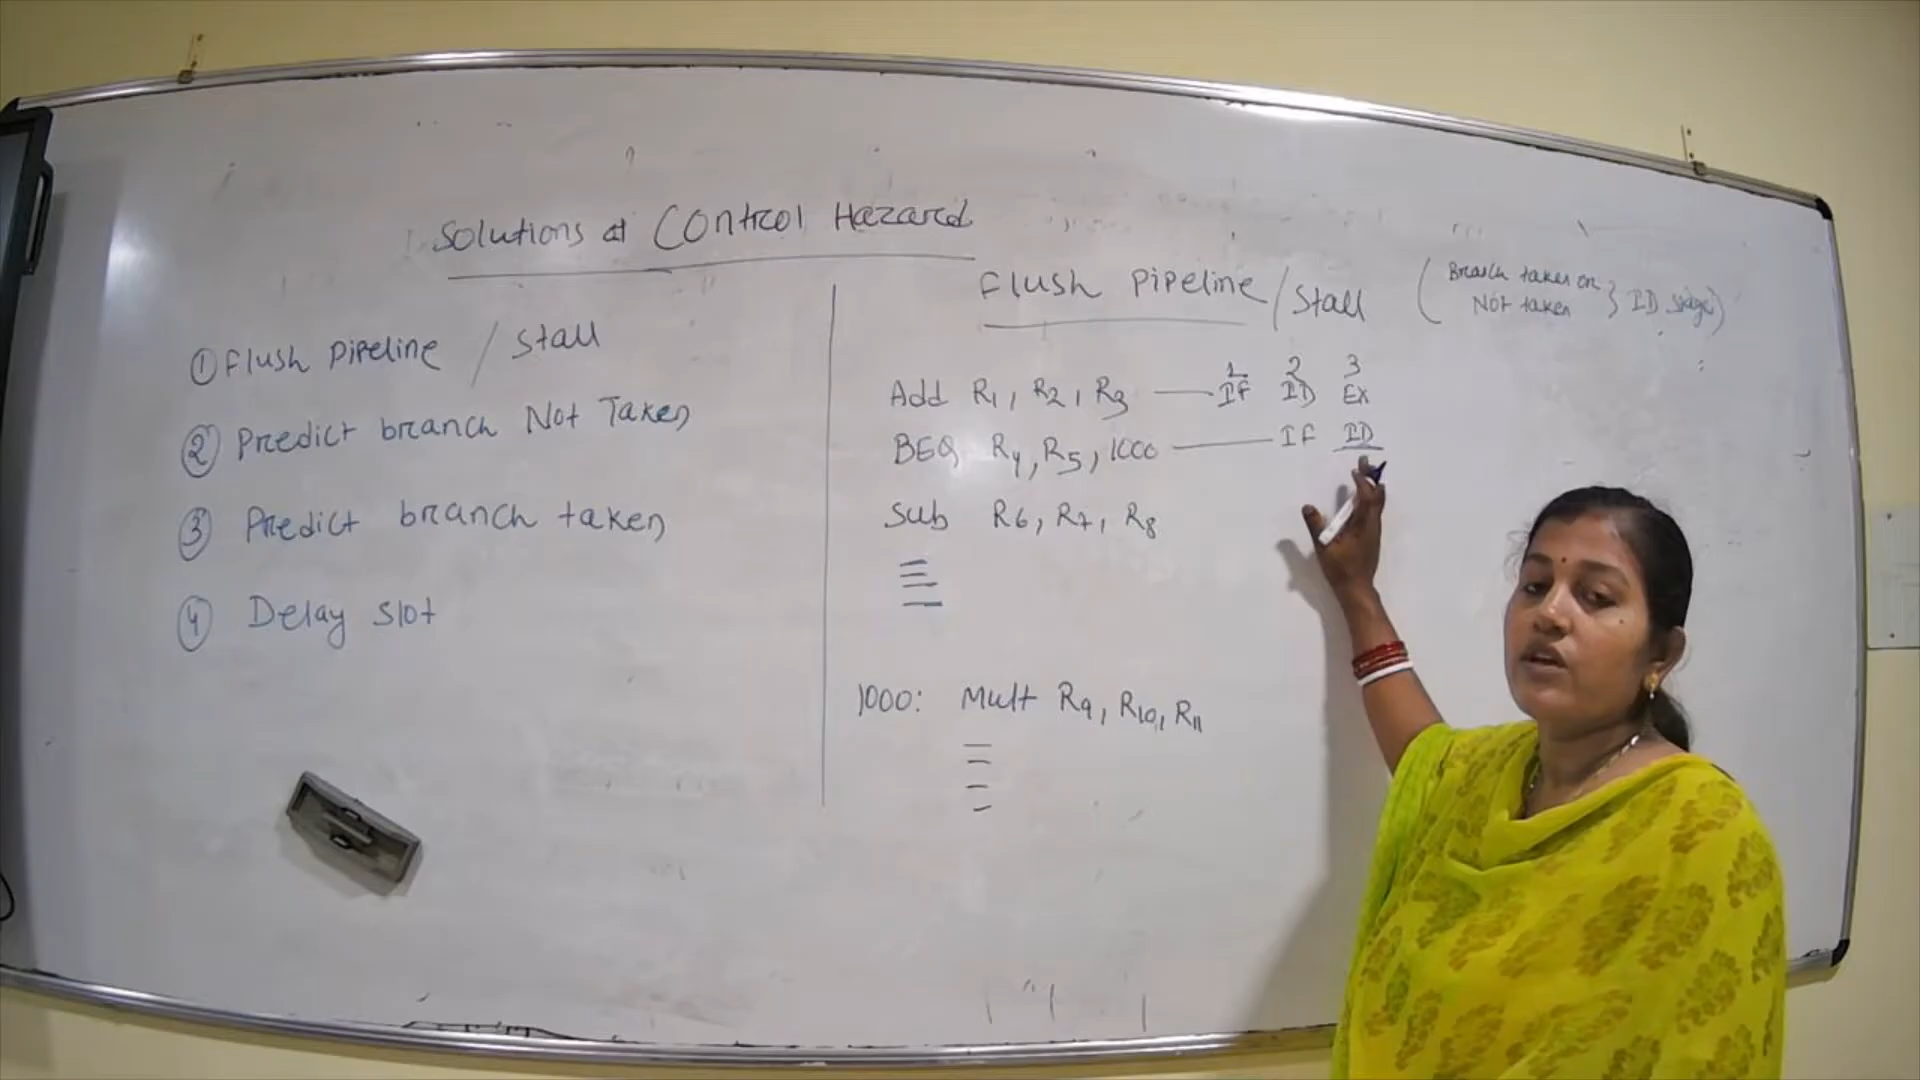 Solutions of Control Hazard
① Flush Pipeline / Stall
② Predict branch Not Taken
③ Predict branch taken
④ Delay slot
Flush Pipeline / Stall
( Branch taken or
Not taken } ID stage)
1 2 3
Add R1, R2, R3 — IF ID EX
BEQ R4, R5, 1000 — IF ID
Sub R6, R7, R8
1000: Mult R9, R10, R11